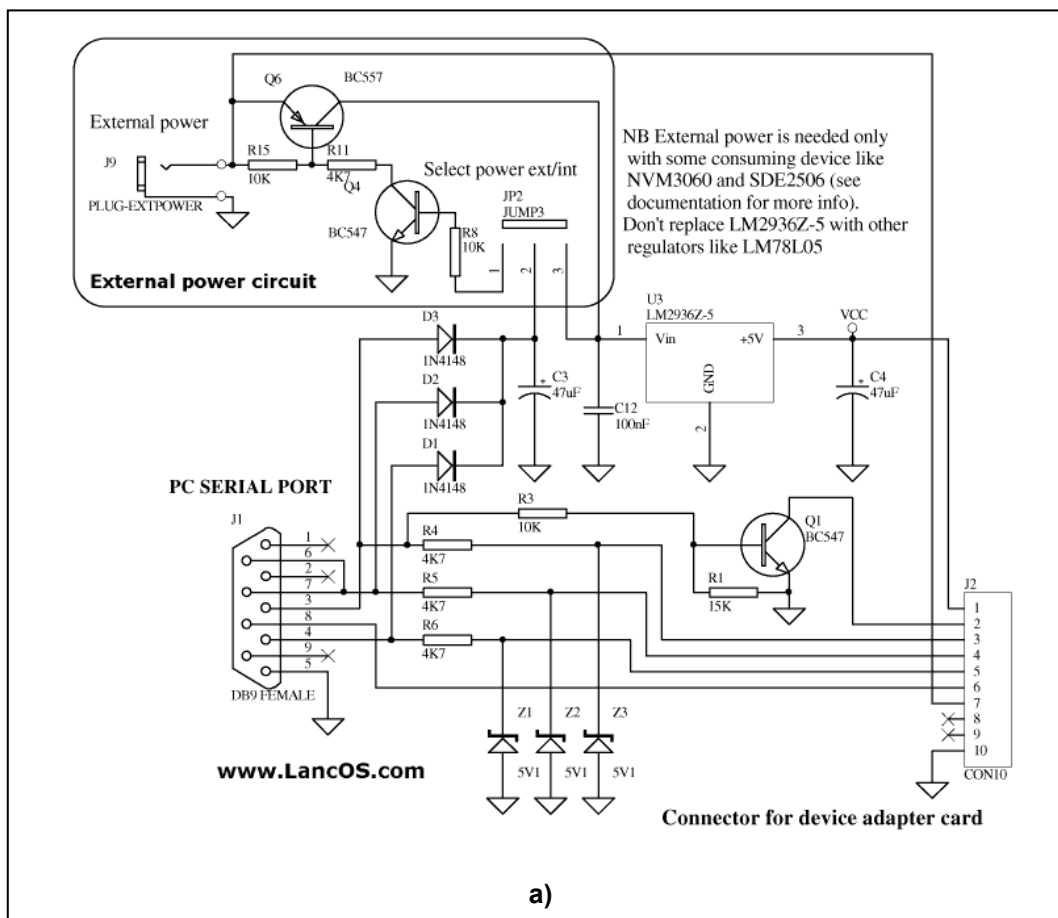 External power
J9
PLUG-EXTPOWER
Q6
BC557
R15
10K
R11
4K7
Q4
BC547
Select power ext/int
JP2
JUMP3
R8
10K
1
2
3
External power circuit
NB External power is needed only
with some consuming device like
NVM3060 and SDE2506 (see
documentation for more info).
Don't replace LM2936Z-5 with other
regulators like LM78L05
U3
LM2936Z-5
1
Vin
+5V
3
GND
2
VCC
D3
1N4148
D2
1N4148
D1
1N4148
+
C3
47uF
C12
100nF
+
C4
47uF
PC SERIAL PORT
J1
1
6
2
7
3
8
4
9
5
DB9 FEMALE
R3
10K
R4
4K7
R5
4K7
R6
4K7
Q1
BC547
R1
15K
J2
1
2
3
4
5
6
7
8
9
10
CON10
Z1
5V1
Z2
5V1
Z3
5V1
www.LancOS.com
Connector for device adapter card
a)